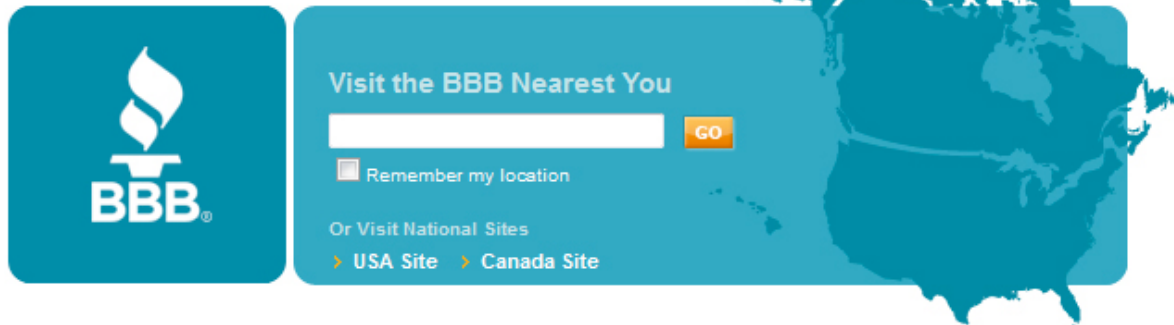 BBB®
Visit the BBB Nearest You
GO
Remember my location
Or Visit National Sites
> USA Site > Canada Site